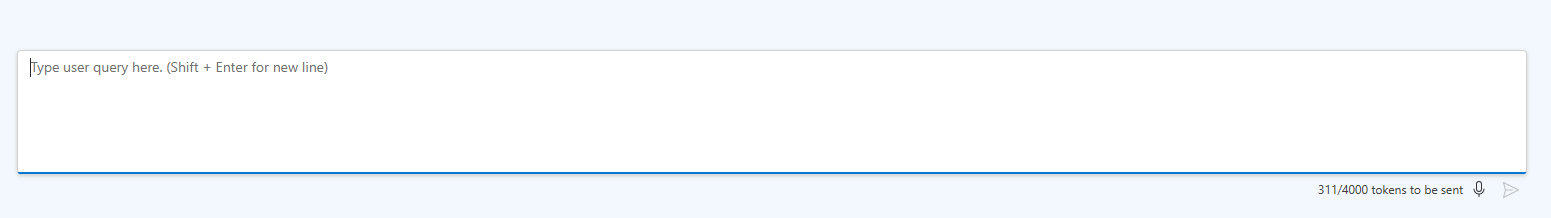 Type user query here. (Shift + Enter for new line)
311/4000 tokens to be sent